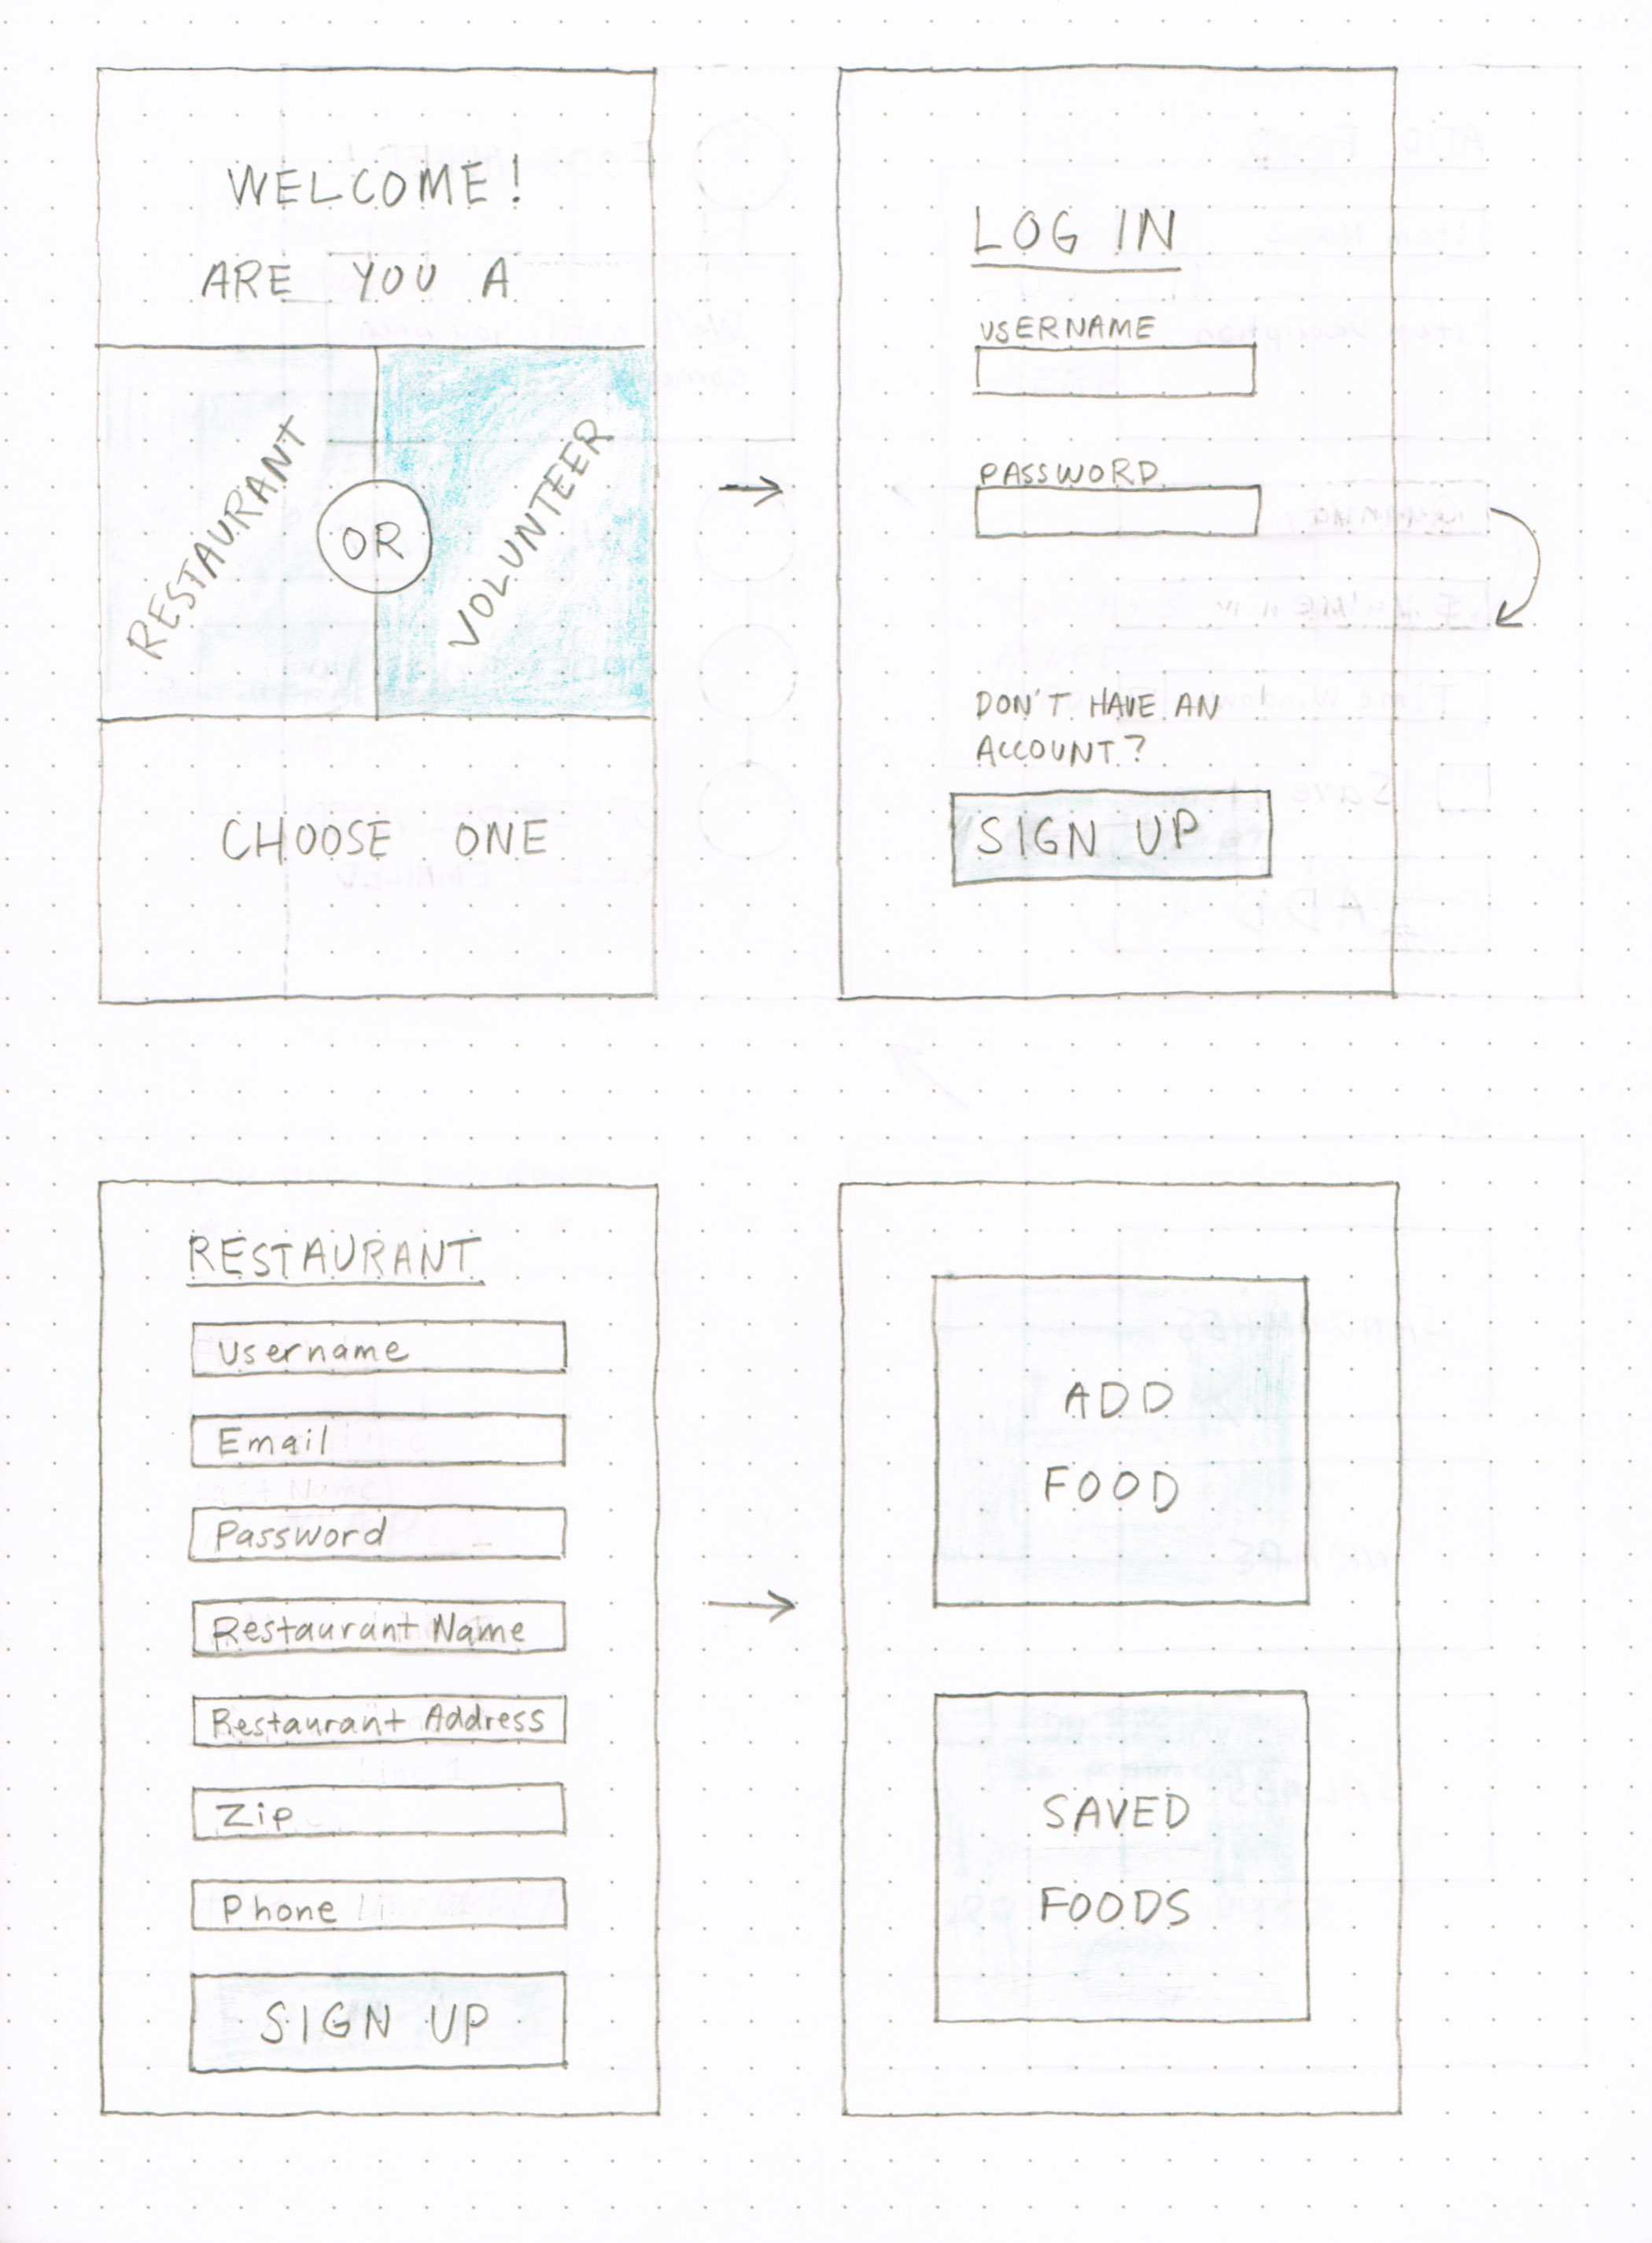 WELCOME!
ARE YOU A
RESTAURANT
OR
VOLUNTEER
CHOOSE ONE
LOG IN
USERNAME
PASSWORD
DON'T HAVE AN
ACCOUNT?
SIGN UP
RESTAURANT
Username
Email
Password
Restaurant Name
Restaurant Address
Zip
Phone
SIGN UP
ADD
FOOD
SAVED
FOODS